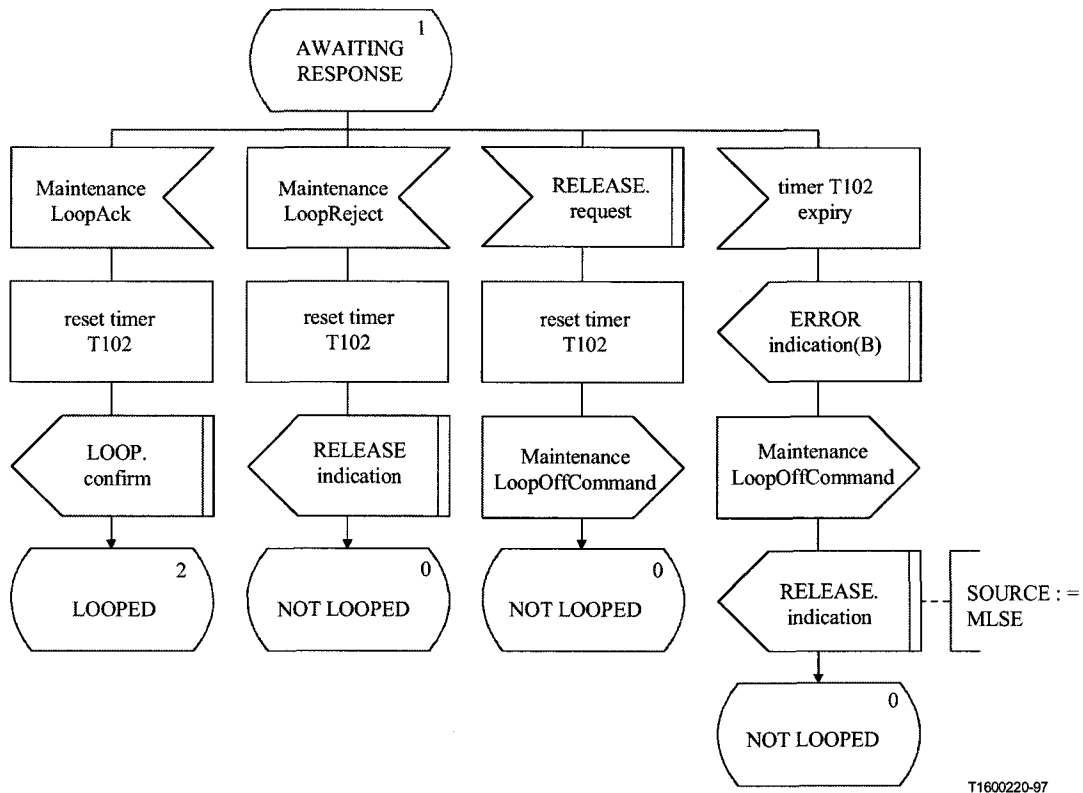 1
AWAITING
RESPONSE
Maintenance
LoopAck
Maintenance
LoopReject
RELEASE.
request
timer T102
expiry
reset timer
T102
reset timer
T102
reset timer
T102
ERROR
indication(B)
LOOP.
confirm
RELEASE
indication
Maintenance
LoopOffCommand
Maintenance
LoopOffCommand
2
LOOPED
0
NOT LOOPED
0
NOT LOOPED
RELEASE.
indication
SOURCE : =
MLSE
0
NOT LOOPED
T1600220-97